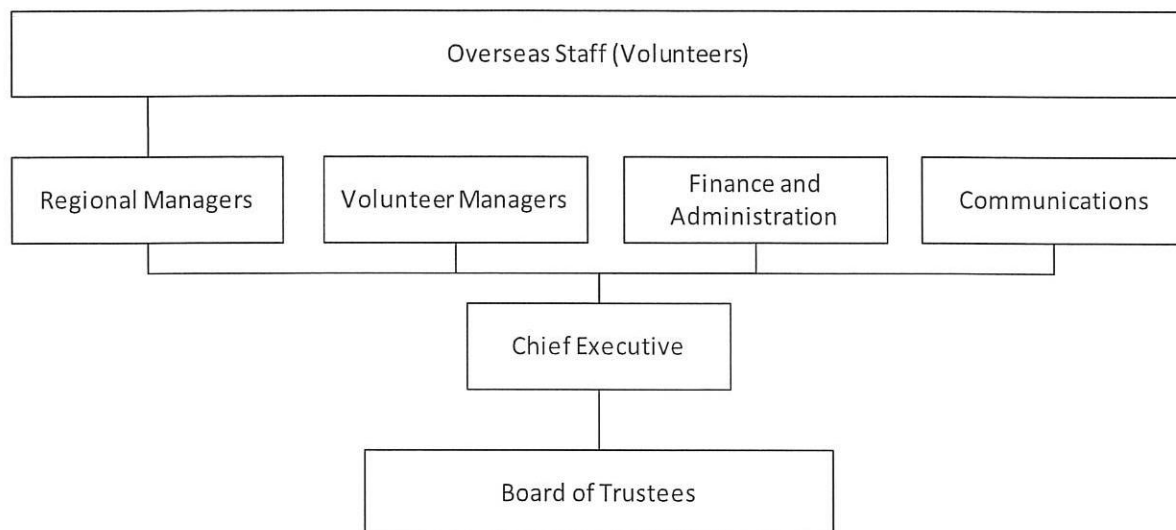 Overseas Staff (Volunteers)
Regional Managers
Volunteer Managers
Finance and
Administration
Communications
Chief Executive
Board of Trustees